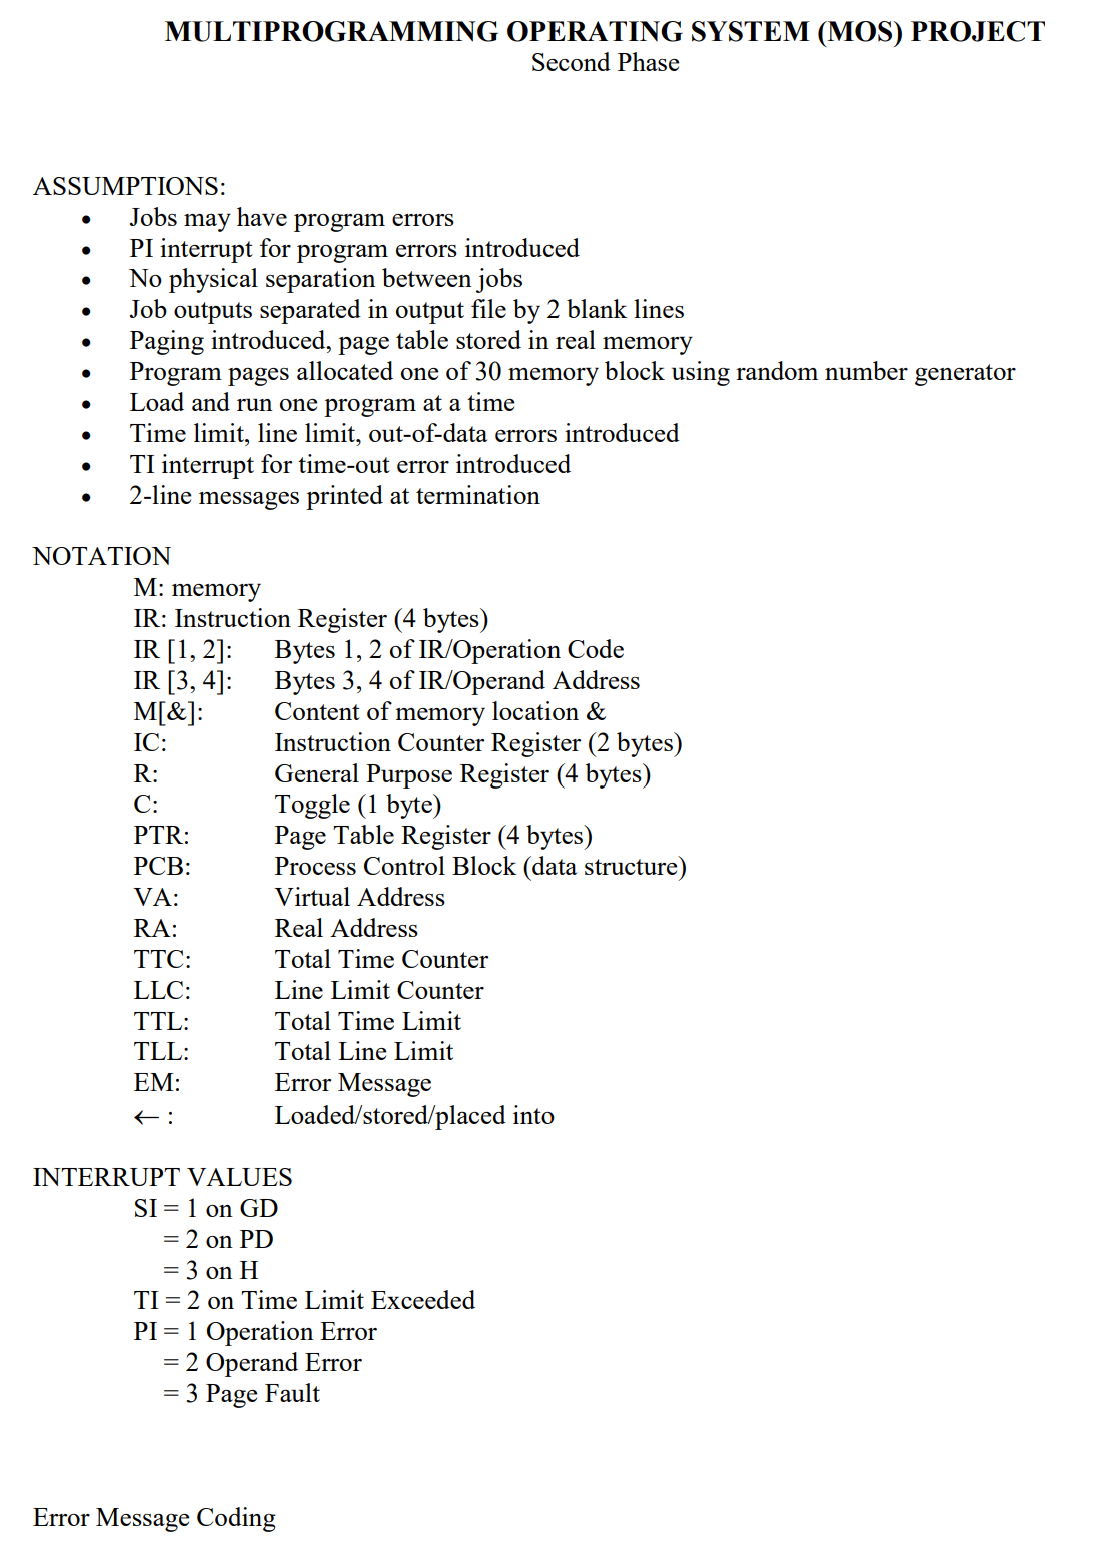 MULTIPROGRAMMING OPERATING SYSTEM (MOS) PROJECT
Second Phase
ASSUMPTIONS:
• Jobs may have program errors
• PI interrupt for program errors introduced
• No physical separation between jobs
• Job outputs separated in output file by 2 blank lines
• Paging introduced, page table stored in real memory
• Program pages allocated one of 30 memory block using random number generator
• Load and run one program at a time
• Time limit, line limit, out-of-data errors introduced
• TI interrupt for time-out error introduced
• 2-line messages printed at termination
NOTATION
M: memory
IR: Instruction Register (4 bytes)
IR [1, 2]: Bytes 1, 2 of IR/Operation Code
IR [3, 4]: Bytes 3, 4 of IR/Operand Address
M[&]: Content of memory location &
IC: Instruction Counter Register (2 bytes)
R: General Purpose Register (4 bytes)
C: Toggle (1 byte)
PTR: Page Table Register (4 bytes)
PCB: Process Control Block (data structure)
VA: Virtual Address
RA: Real Address
TTC: Total Time Counter
LLC: Line Limit Counter
TTL: Total Time Limit
TLL: Total Line Limit
EM: Error Message
← : Loaded/stored/placed into
INTERRUPT VALUES
SI = 1 on GD
= 2 on PD
= 3 on H
TI = 2 on Time Limit Exceeded
PI = 1 Operation Error
= 2 Operand Error
= 3 Page Fault
Error Message Coding